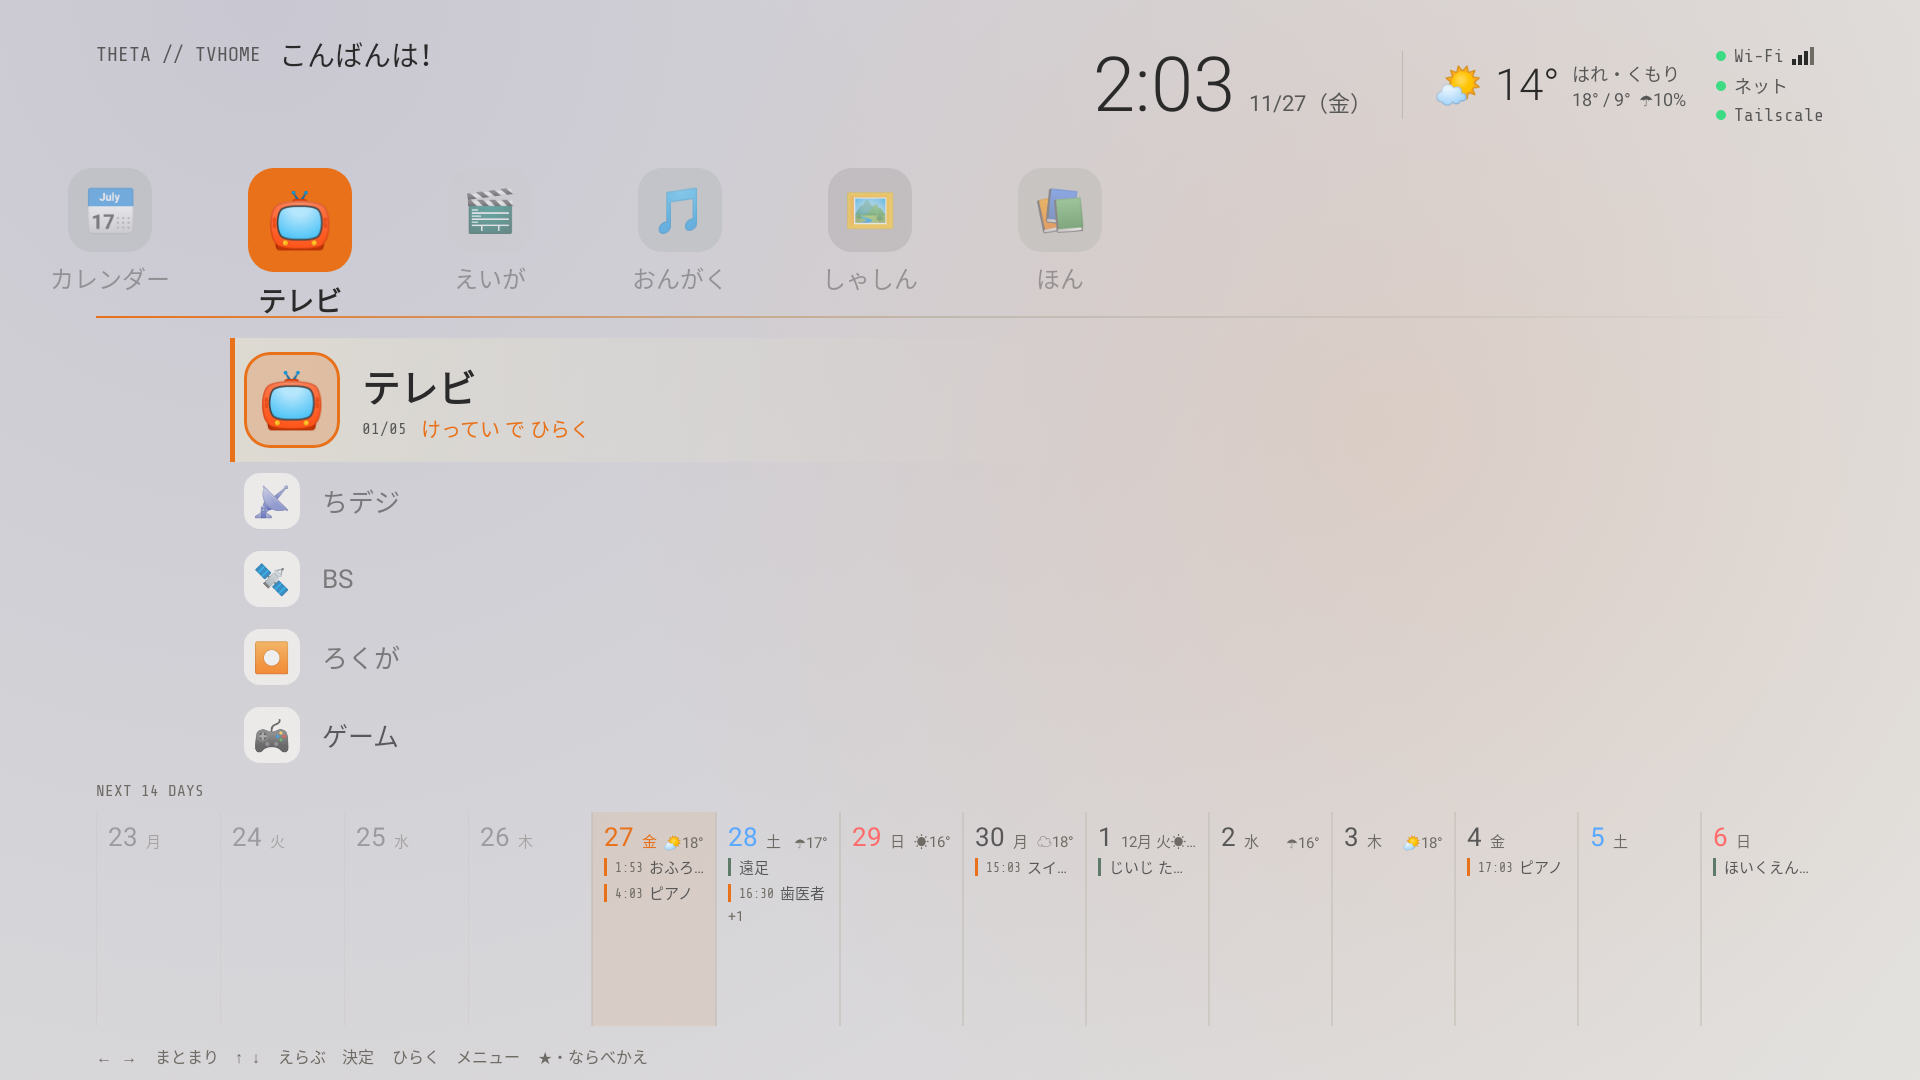 THETA // TVHOME こんばんは!
2:03 11/27（金）
14° はれ・くもり
18° / 9° ☂10%
Wi-Fi
ネット
Tailscale
July
17
カレンダー
テレビ
えいが
おんがく
しゃしん
ほん
テレビ
01/05 けってい で ひらく
ちデジ
BS
ろくが
ゲーム
NEXT 14 DAYS
23 月
24 火
25 水
26 木
27 金 18°
1:53 おふろ…
4:03 ピアノ
28 土 ☂17°
遠足
16:30 歯医者
+1
29 日 ☀16°
30 月 ☁18°
15:03 スイ…
1 12月 火☀…
じいじ た…
2 水 ☂16°
3 木 18°
4 金
17:03 ピアノ
5 土
6 日
ほいくえん…
← → まとまり ↑ ↓ えらぶ 決定 ひらく メニュー ★・ならべかえ